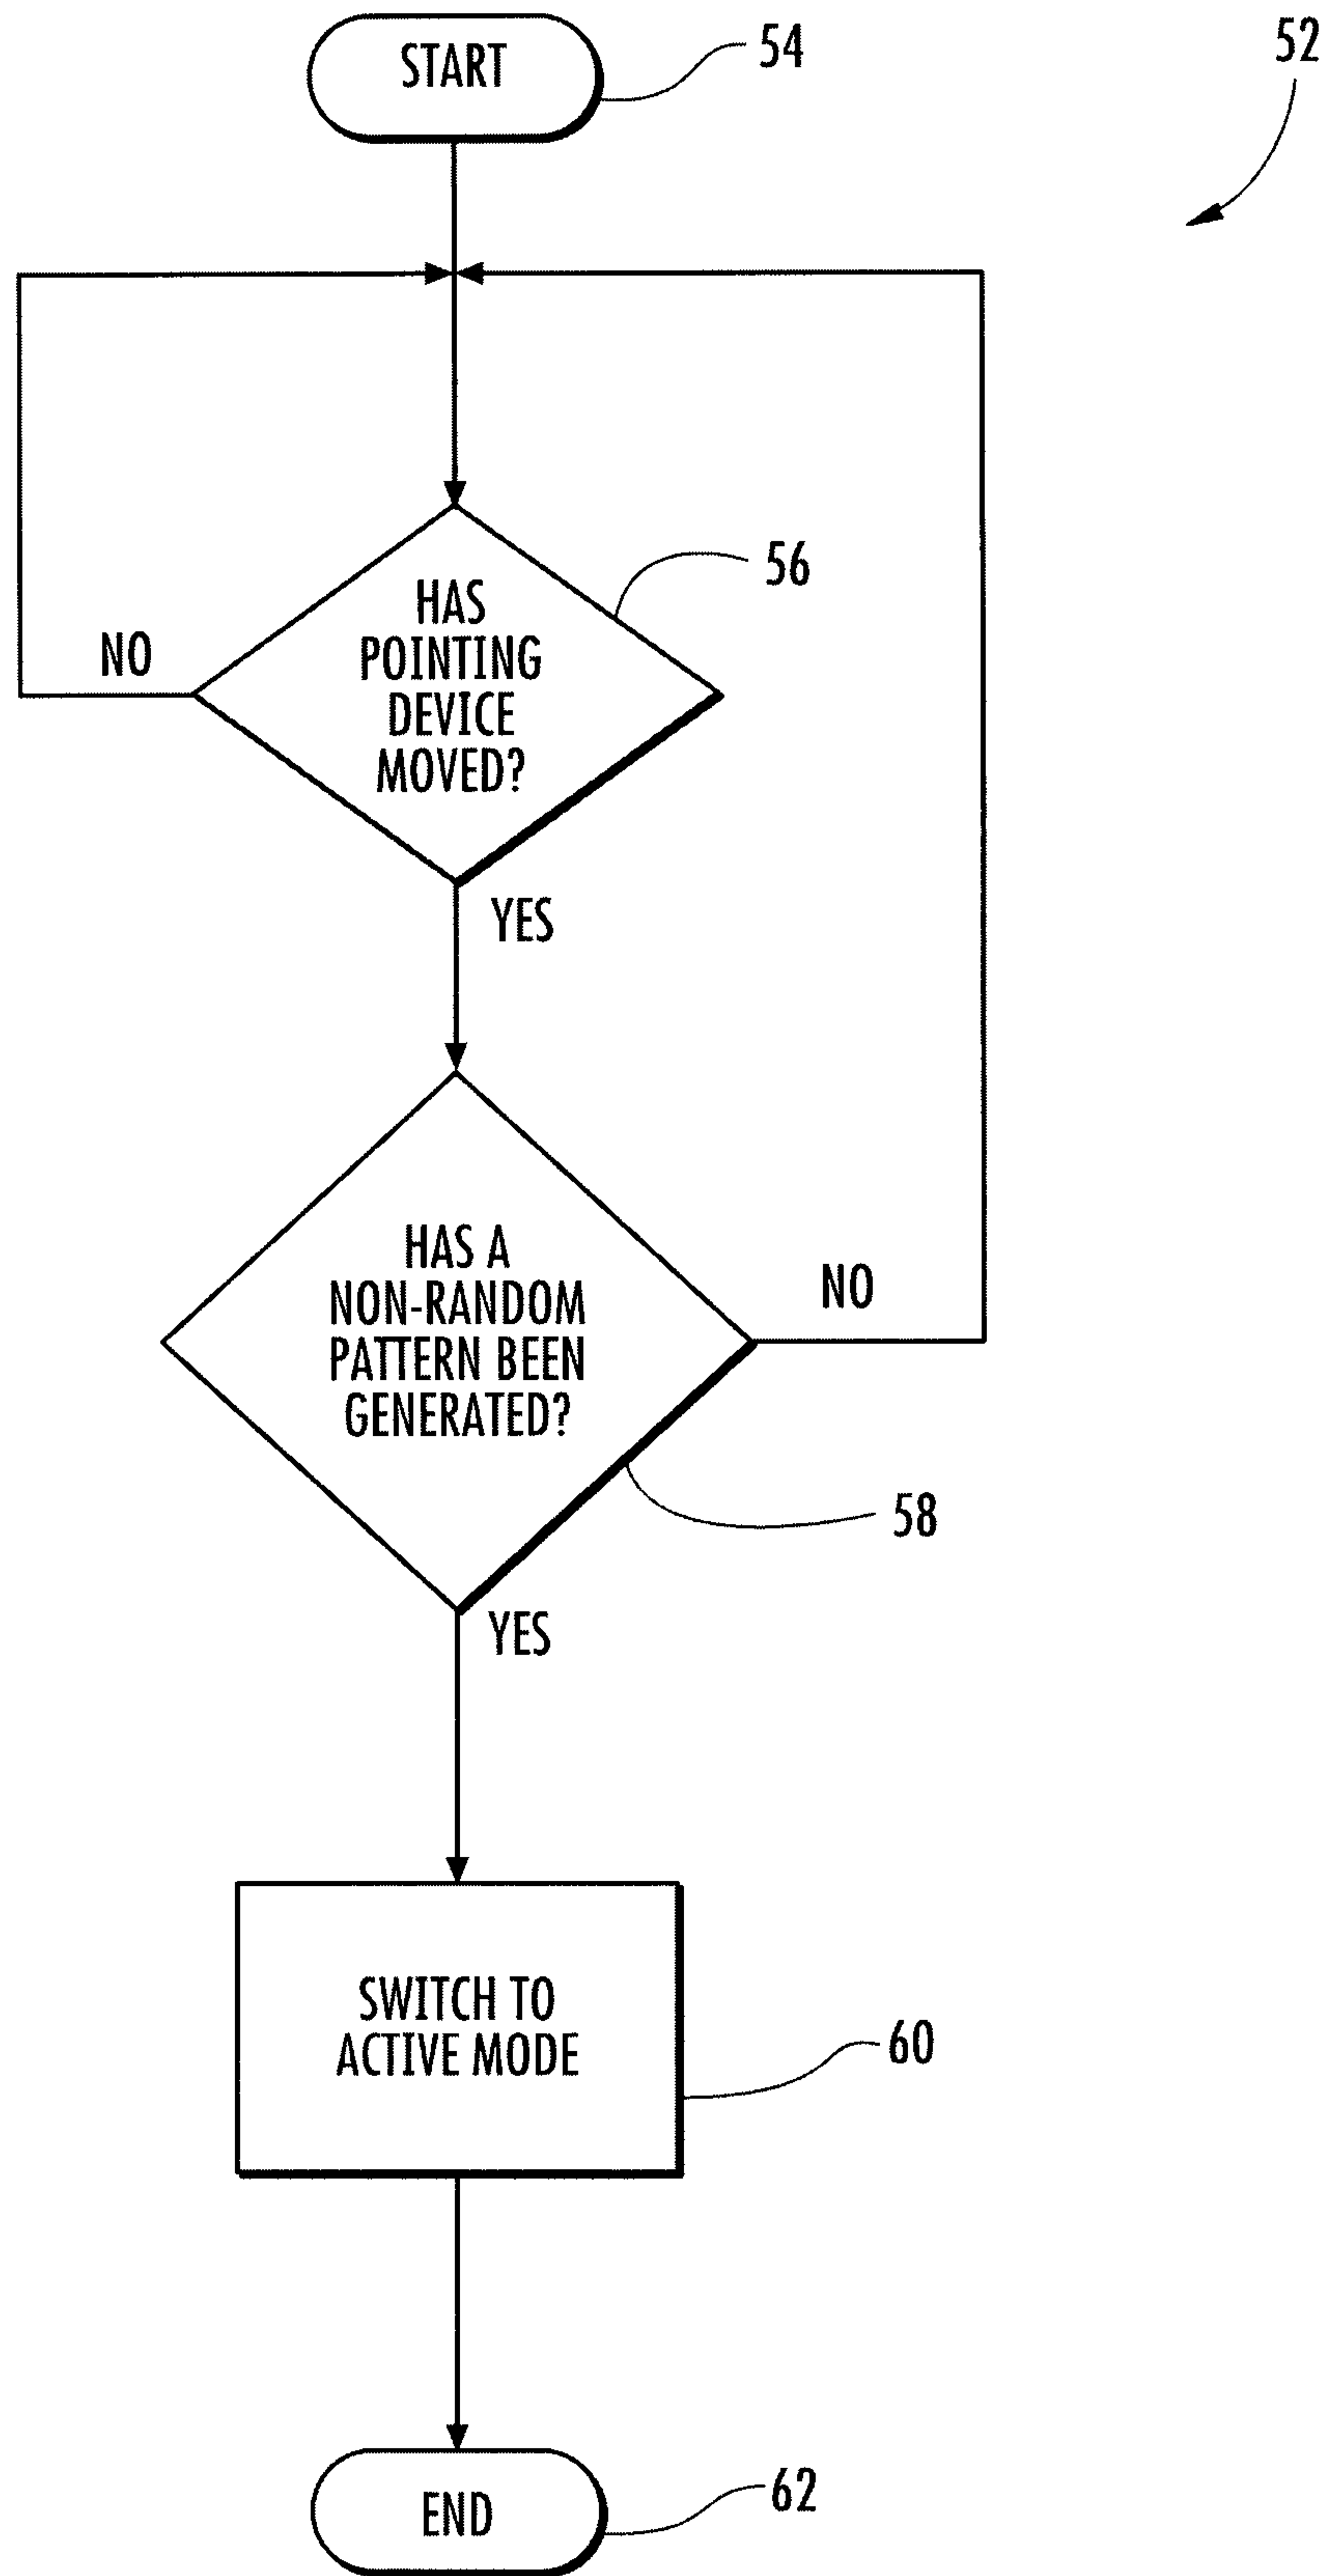 START
54
52
HAS
POINTING
DEVICE
MOVED?
56
NO
YES
HAS A
NON-RANDOM
PATTERN BEEN
GENERATED?
NO
58
YES
SWITCH TO
ACTIVE MODE
60
END
62